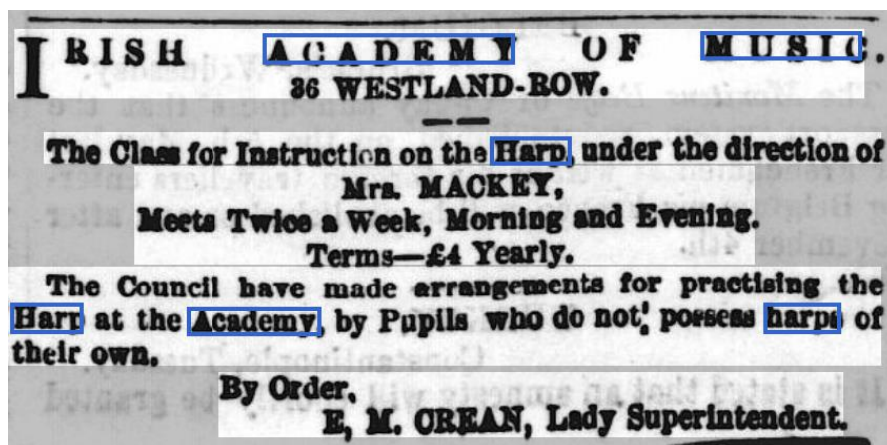 IRISH ACADEMY OF MUSIC.
36 WESTLAND-ROW.
The Class for Instruction on the Harp, under the direction of
Mrs. MACKEY,
Meets Twice a Week, Morning and Evening.
Terms—£4 Yearly.
The Council have made arrangements for practising the
Harp at the Academy, by Pupils who do not possess harps of
their own.
By Order,
E. M. CREAN, Lady Superintendent.